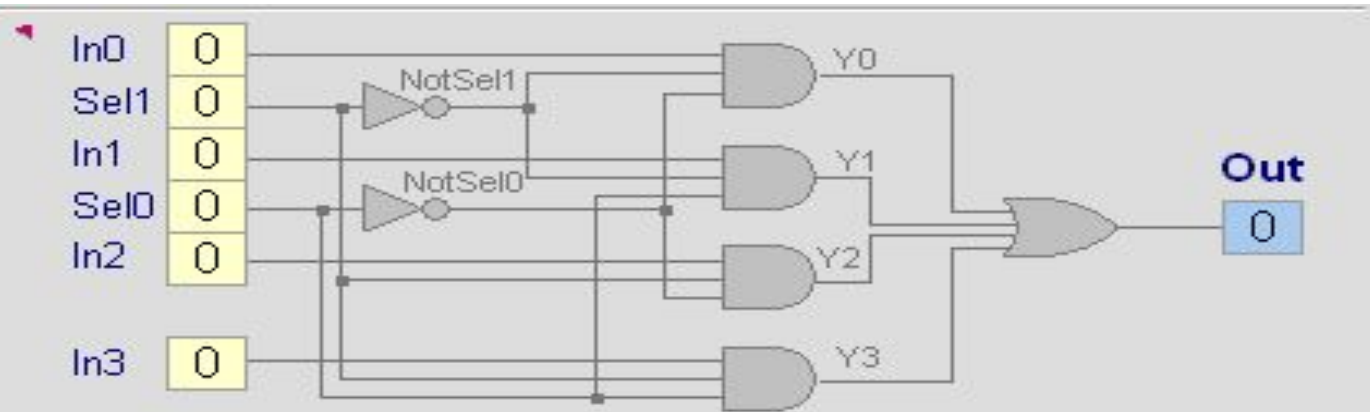 In0 0
Sel1 0
In1 0
Sel0 0
In2 0
In3 0
NotSel1
NotSel0
Y0
Y1
Y2
Y3
Out
0